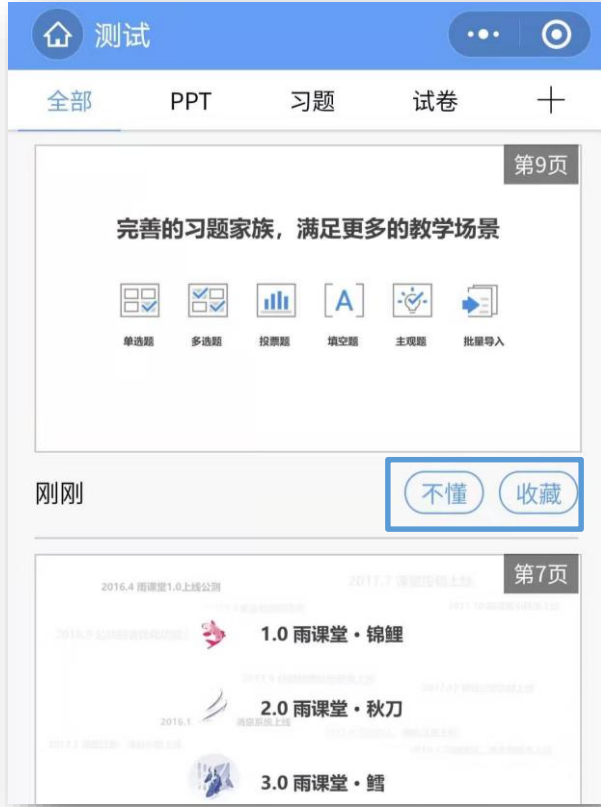 测试
全部 PPT 习题 试卷
第9页
完善的习题家族，满足更多的教学场景
A
单选题 多选题 投票题 填空题 主观题 批量导入
刚刚 不懂 收藏
第7页
2016.4 雨课堂1.0上线公测
1.0 雨课堂·锦鲤
2.0 雨课堂·秋刀
2016.1
3.0 雨课堂·鳕